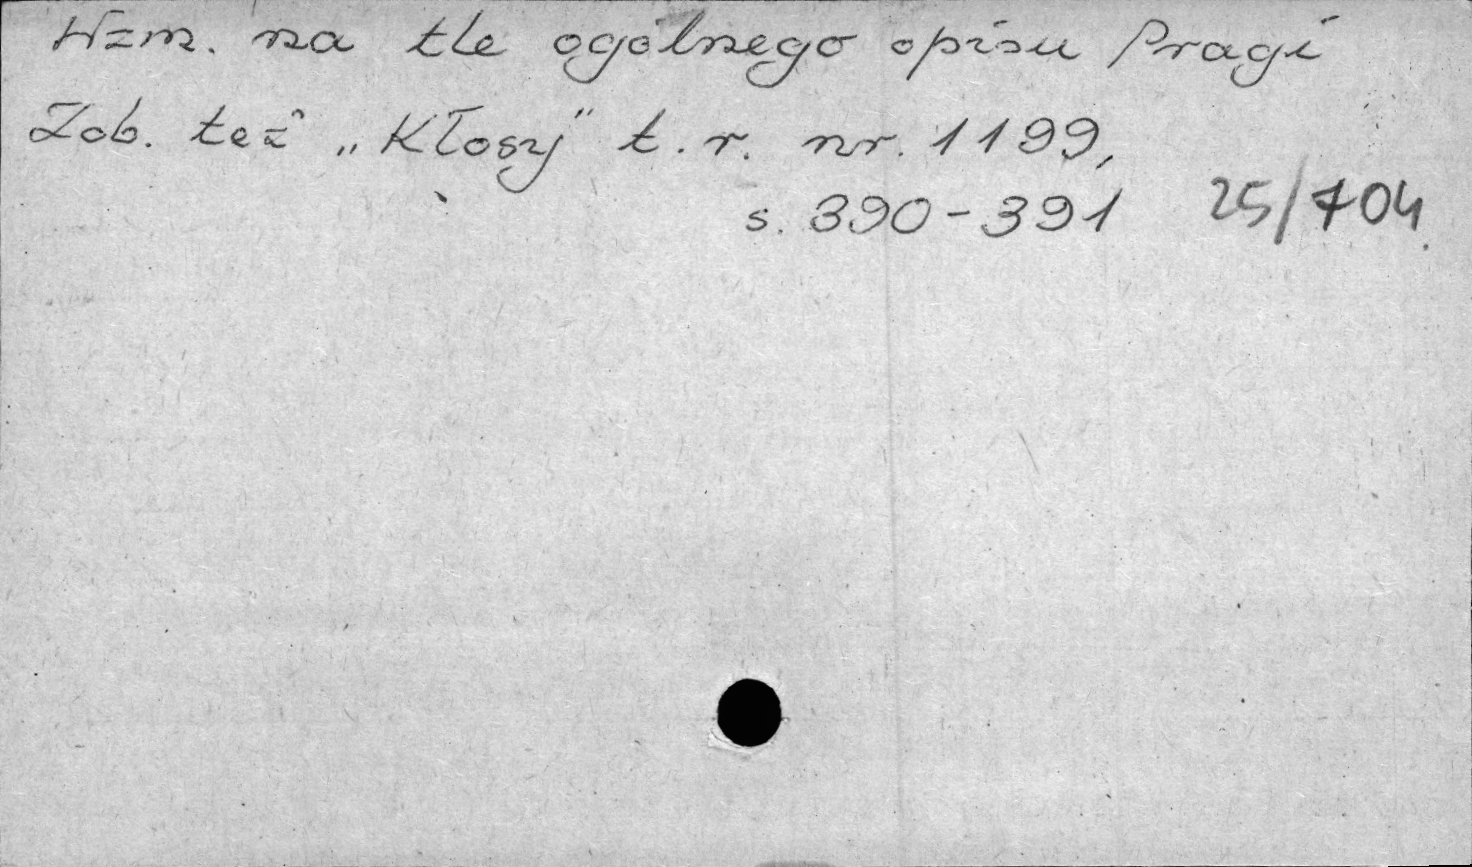 Wzm. na tle ogólnego opisu Pragi
Zob. też „Kłosy" t. r. nr. 1199,
s. 390-391 25/704